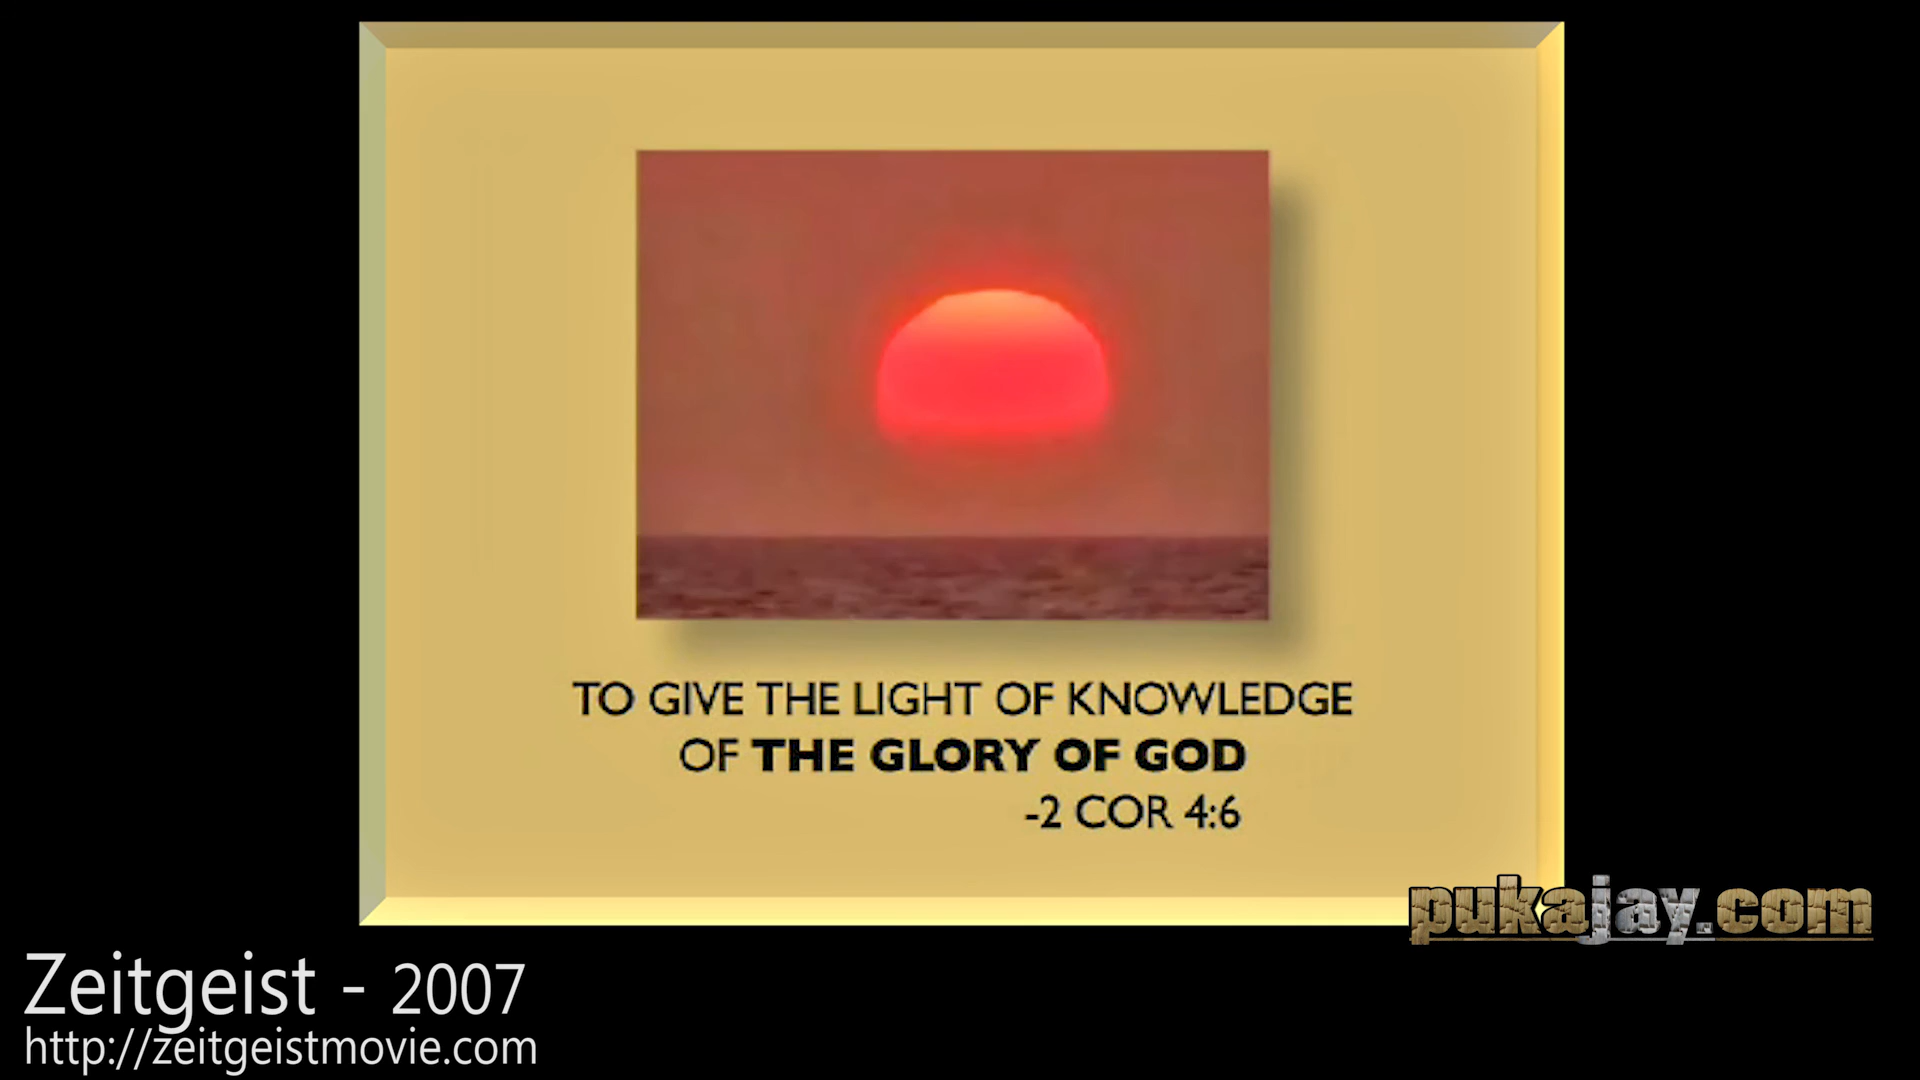 TO GIVE THE LIGHT OF KNOWLEDGE
OF THE GLORY OF GOD
-2 COR 4:6
pukajay.com
Zeitgeist - 2007
http://zeitgeistmovie.com